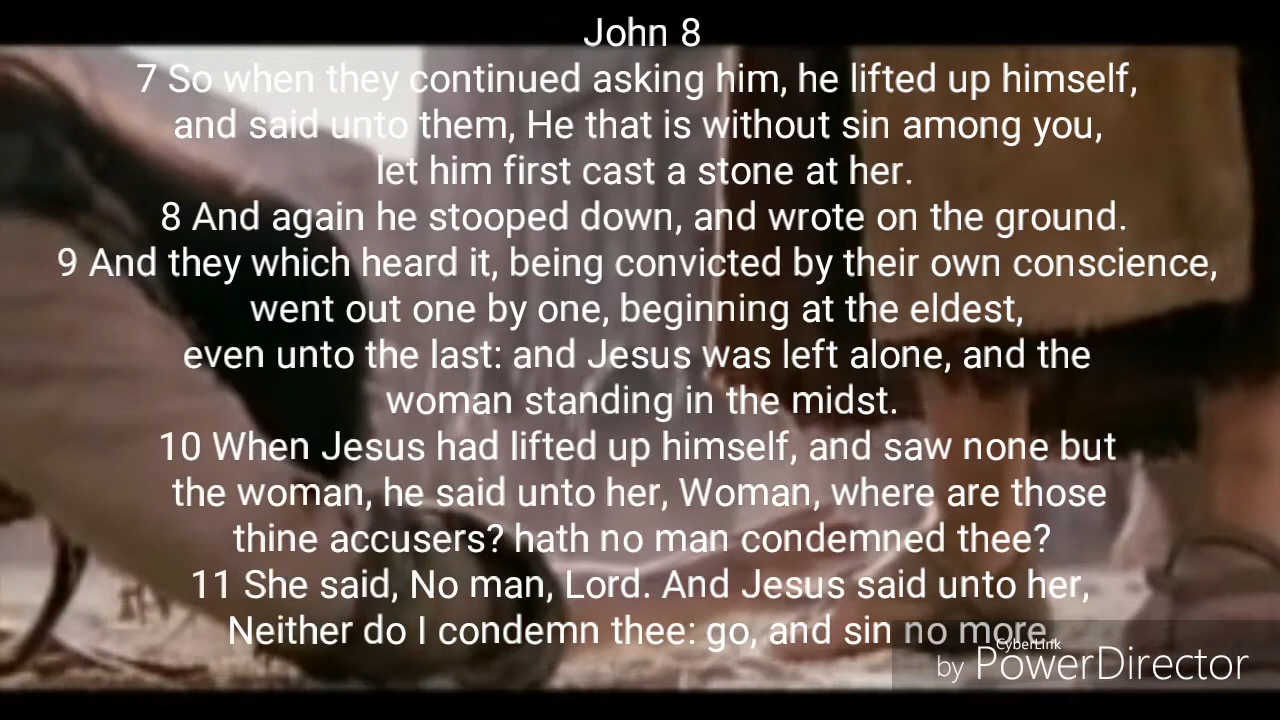 John 8
7 So when they continued asking him, he lifted up himself,
and said unto them, He that is without sin among you,
let him first cast a stone at her.
8 And again he stooped down, and wrote on the ground.
9 And they which heard it, being convicted by their own conscience,
went out one by one, beginning at the eldest,
even unto the last: and Jesus was left alone, and the
woman standing in the midst.
10 When Jesus had lifted up himself, and saw none but
the woman, he said unto her, Woman, where are those
thine accusers? hath no man condemned thee?
11 She said, No man, Lord. And Jesus said unto her,
Neither do I condemn thee: go, and sin no more.
CyberLink
by PowerDirector